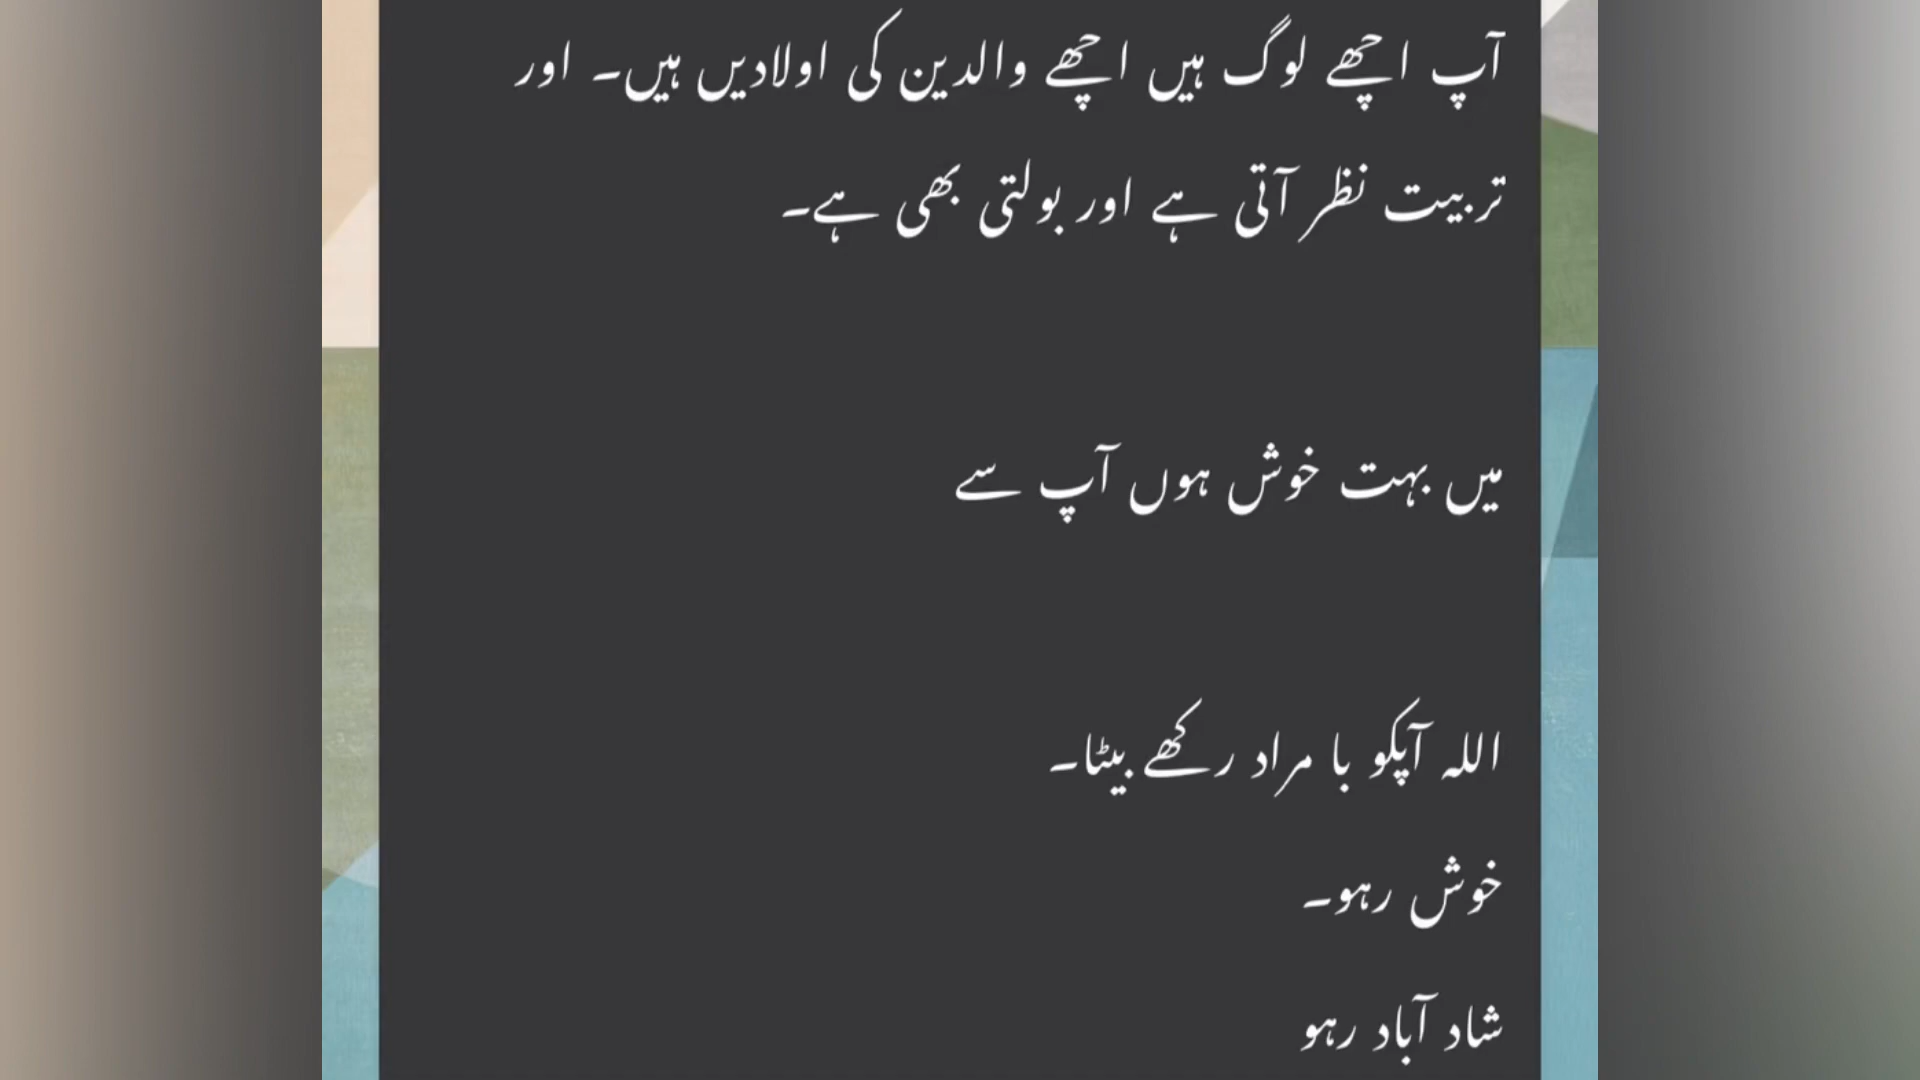 آپ اچھے لوگ ہیں اچھے والدین کی اولادیں ہیں۔ اور
تربیت نظر آتی ہے اور بولتی بھی ہے۔
میں بہت خوش ہوں آپ سے
اللہ آپکو با مراد رکھے بیٹا۔
خوش رہو۔
شاد آباد رہو